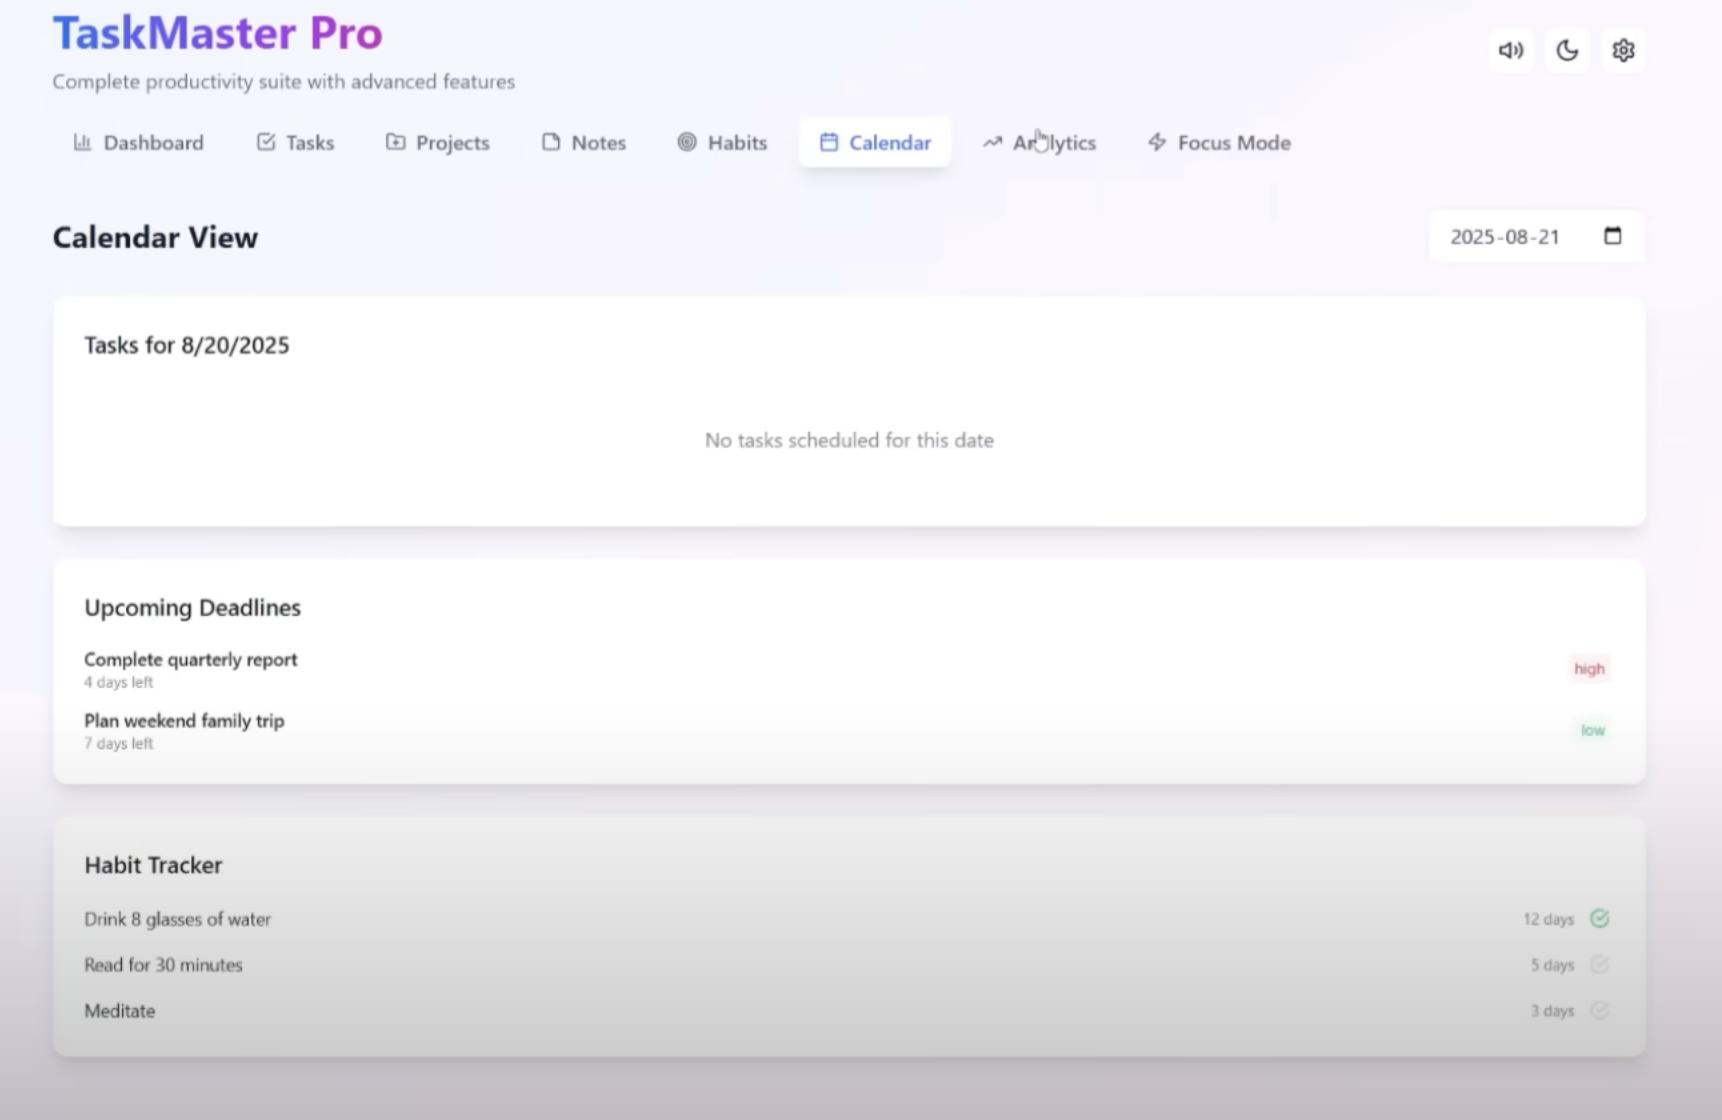 TaskMaster Pro
Complete productivity suite with advanced features
Dashboard Tasks Projects Notes Habits Calendar Analytics Focus Mode
Calendar View 2025-08-21
Tasks for 8/20/2025
No tasks scheduled for this date
Upcoming Deadlines
Complete quarterly report
4 days left
high
Plan weekend family trip
7 days left
low
Habit Tracker
Drink 8 glasses of water 12 days
Read for 30 minutes 5 days
Meditate 3 days